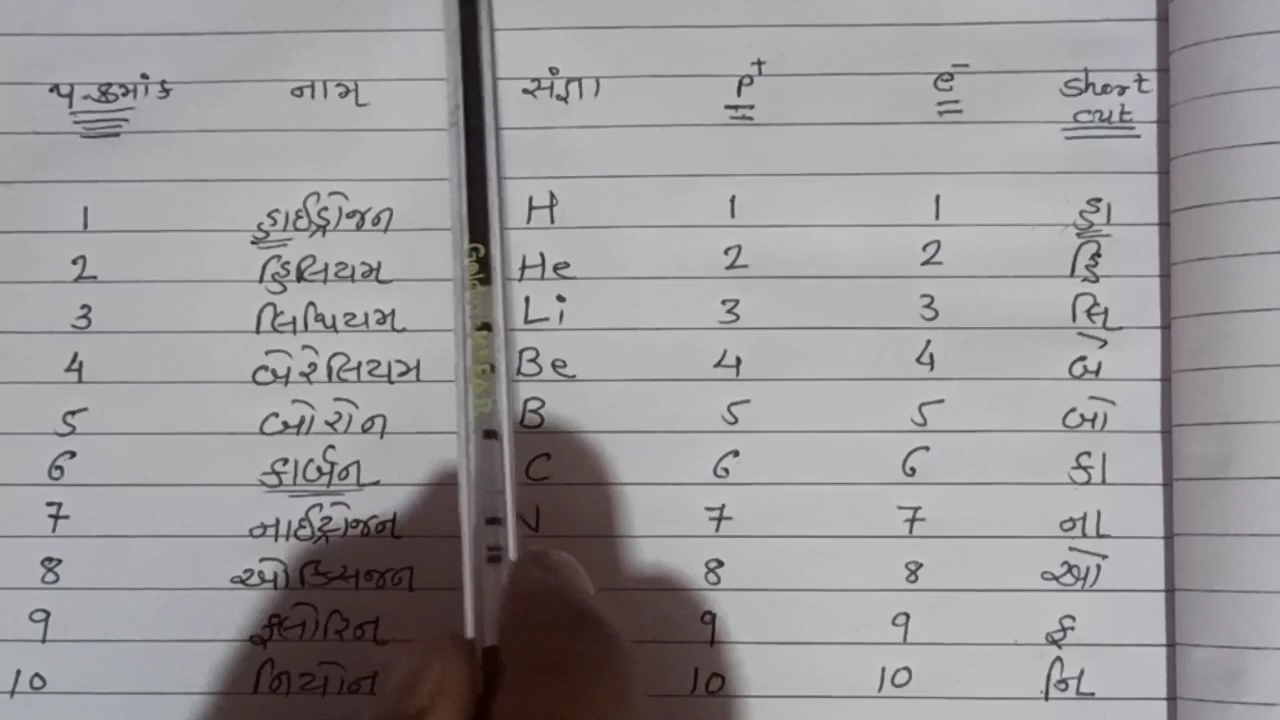 પ.ક્રમાંક નામ સંજ્ઞા P+ e- Short cut
1 હાઈડ્રોજન H 1 1 હા
2 હિલિયમ He 2 2 હિ
3 લિથિયમ Li 3 3 લિ
4 બેરેલિયમ Be 4 4 બે
5 બોરોન B 5 5 બો
6 કાર્બન C 6 6 કા
7 નાઈટ્રોજન N 7 7 ના
8 ઓક્સિજન 8 8 ઓ
9 ફ્લોરિન 9 9 ફ
10 નિયોન 10 10 નિ